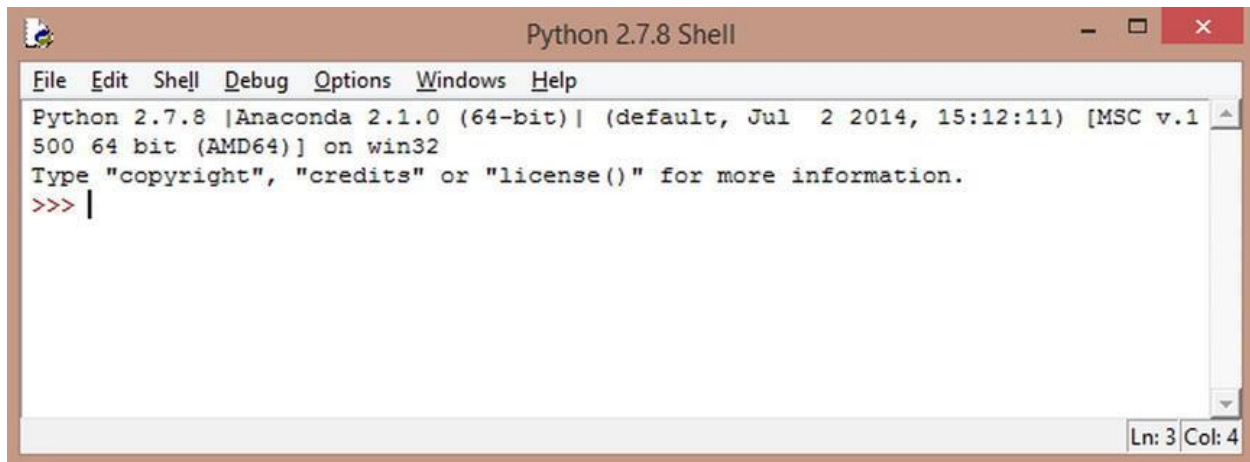 Python 2.7.8 Shell
File Edit Shell Debug Options Windows Help
Python 2.7.8 |Anaconda 2.1.0 (64-bit)| (default, Jul  2 2014, 15:12:11) [MSC v.1
500 64 bit (AMD64)] on win32
Type "copyright", "credits" or "license()" for more information.
>>>
Ln: 3 Col: 4